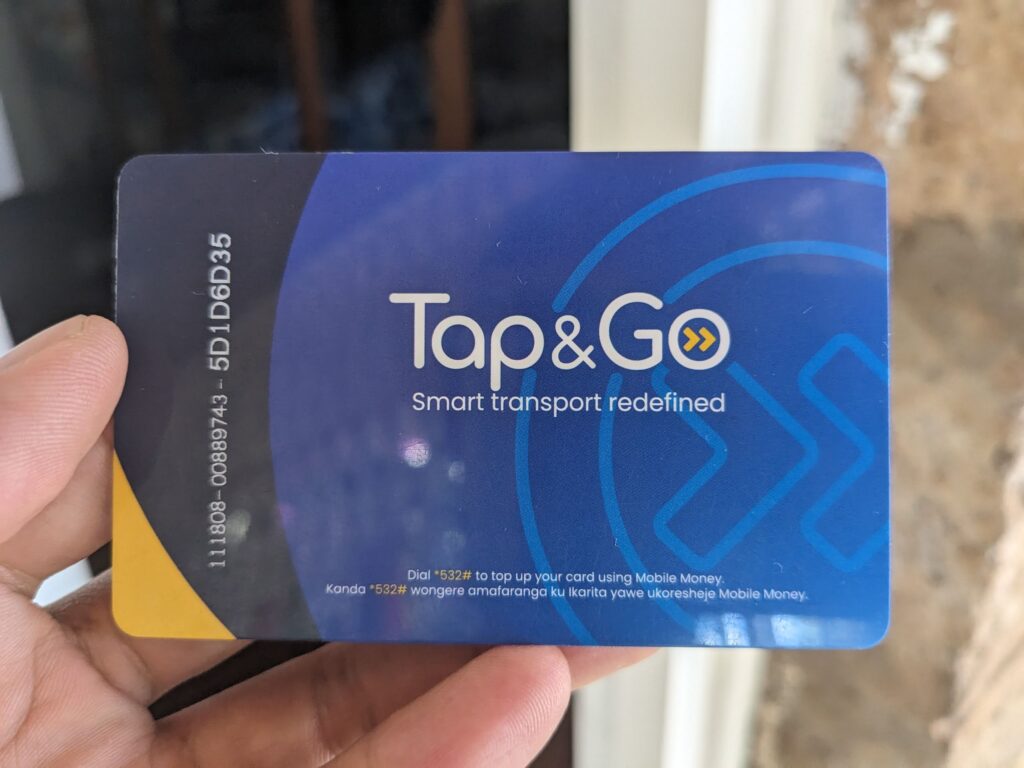 111808-00889743- 5D1D6D35
Tap&Go
Smart transport redefined
Dial *532# to top up your card using Mobile Money.
Kanda *532# wongere amafaranga ku Ikarita yawe ukoresheje Mobile Money.